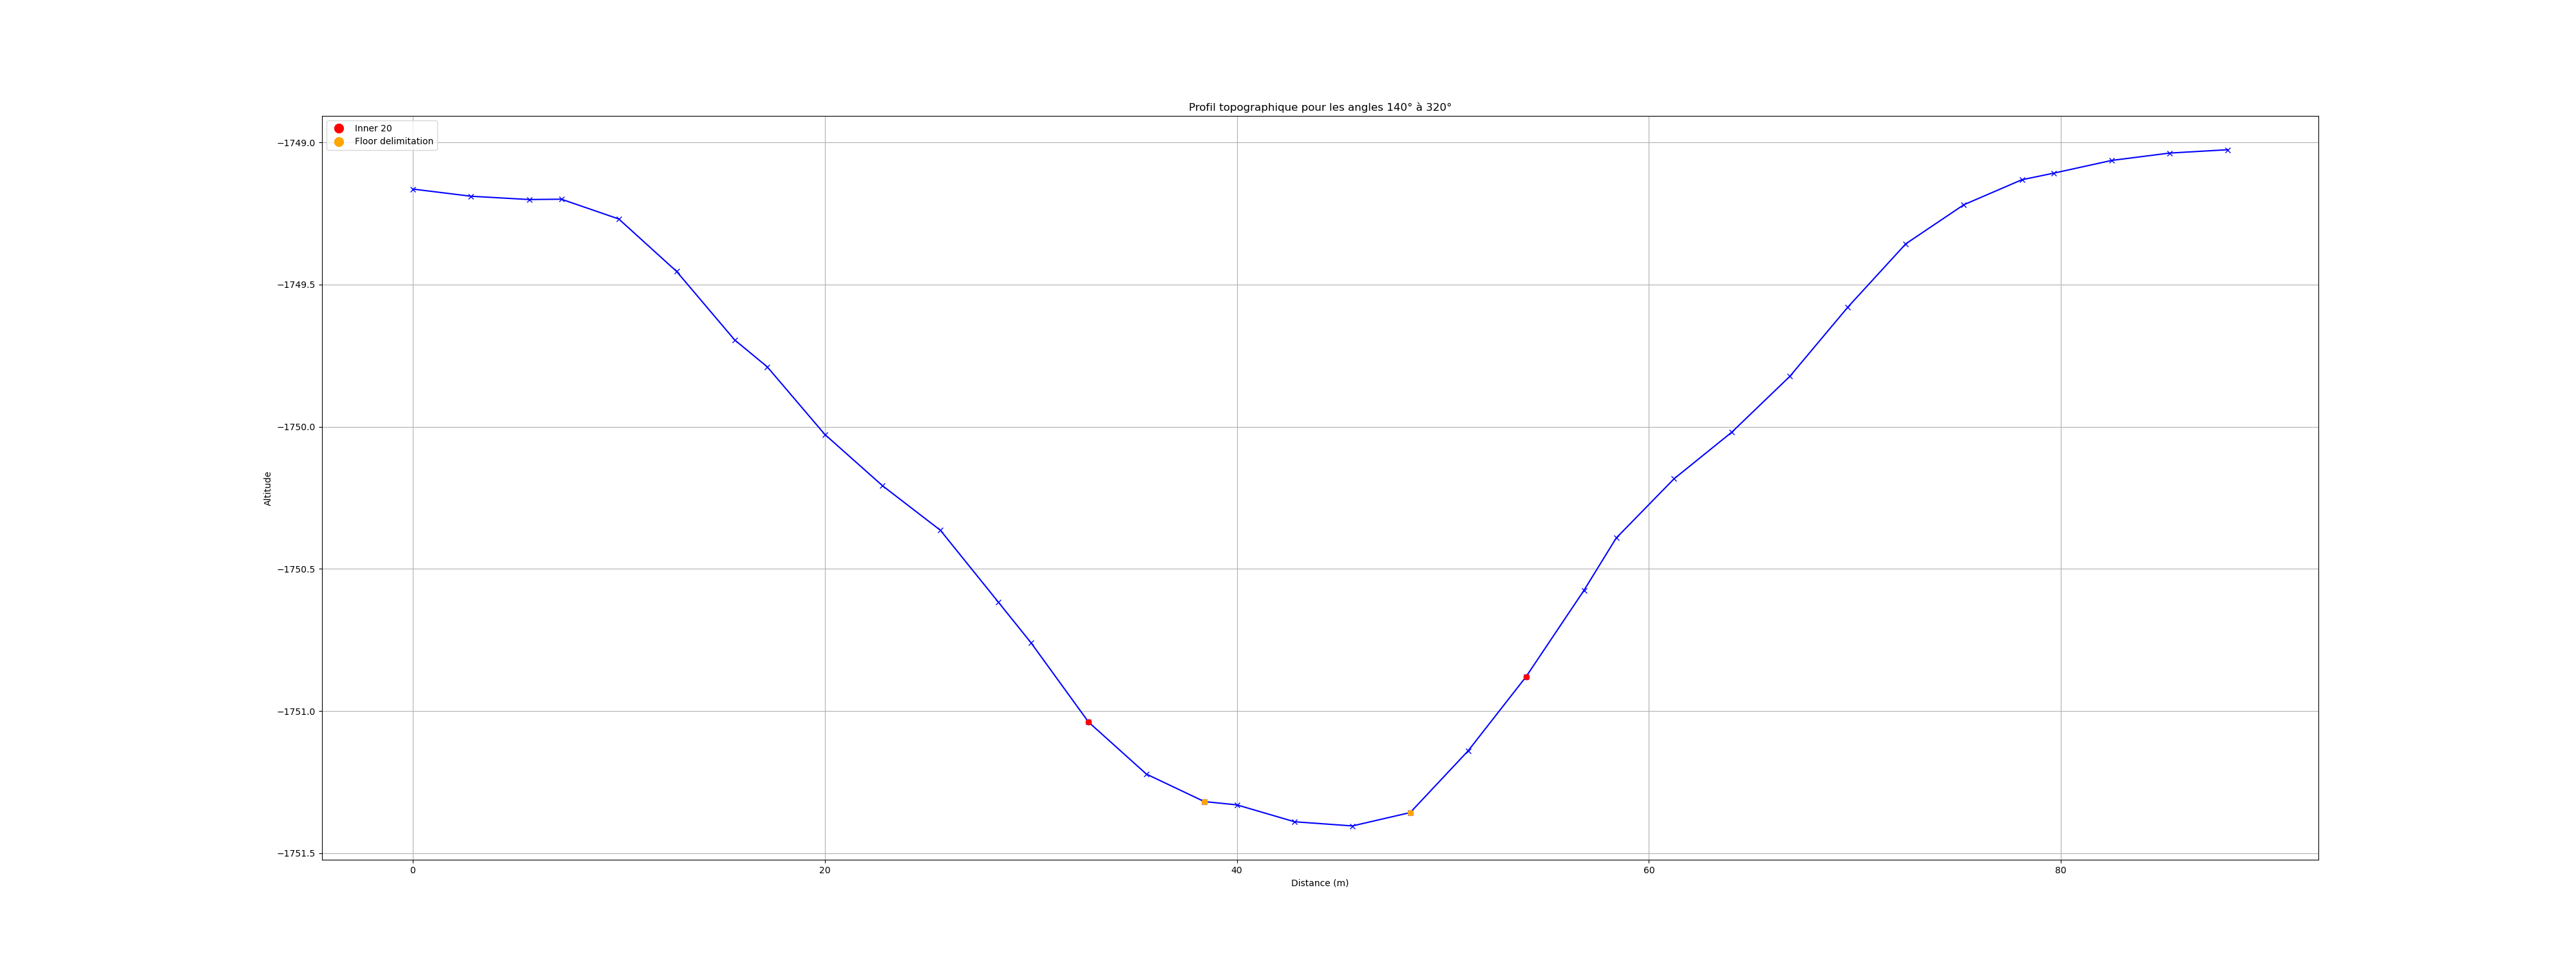 Profil topographique pour les angles 140° à 320°
Inner 20
Floor delimitation
−1749.0
−1749.5
−1750.0
−1750.5
−1751.0
−1751.5
Altitude
0 20 40 60 80
Distance (m)